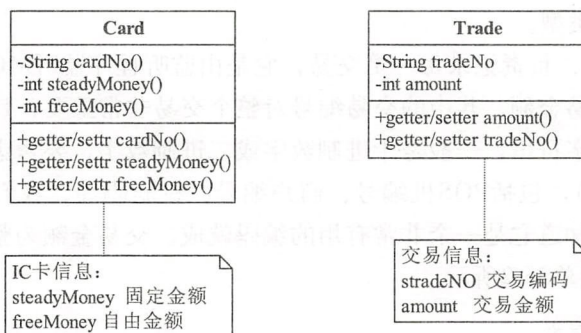 Card
-String cardNo()
-int steadyMoney()
-int freeMoney()
+getter/settr cardNo()
+getter/settr steadyMoney()
+getter/settr freeMoney()
IC卡信息：
steadyMoney 固定金额
freeMoney 自由金额
Trade
-String tradeNo
-int amount
+getter/setter amount()
+getter/setter tradeNo()
交易信息：
stradeNO 交易编码
amount 交易金额